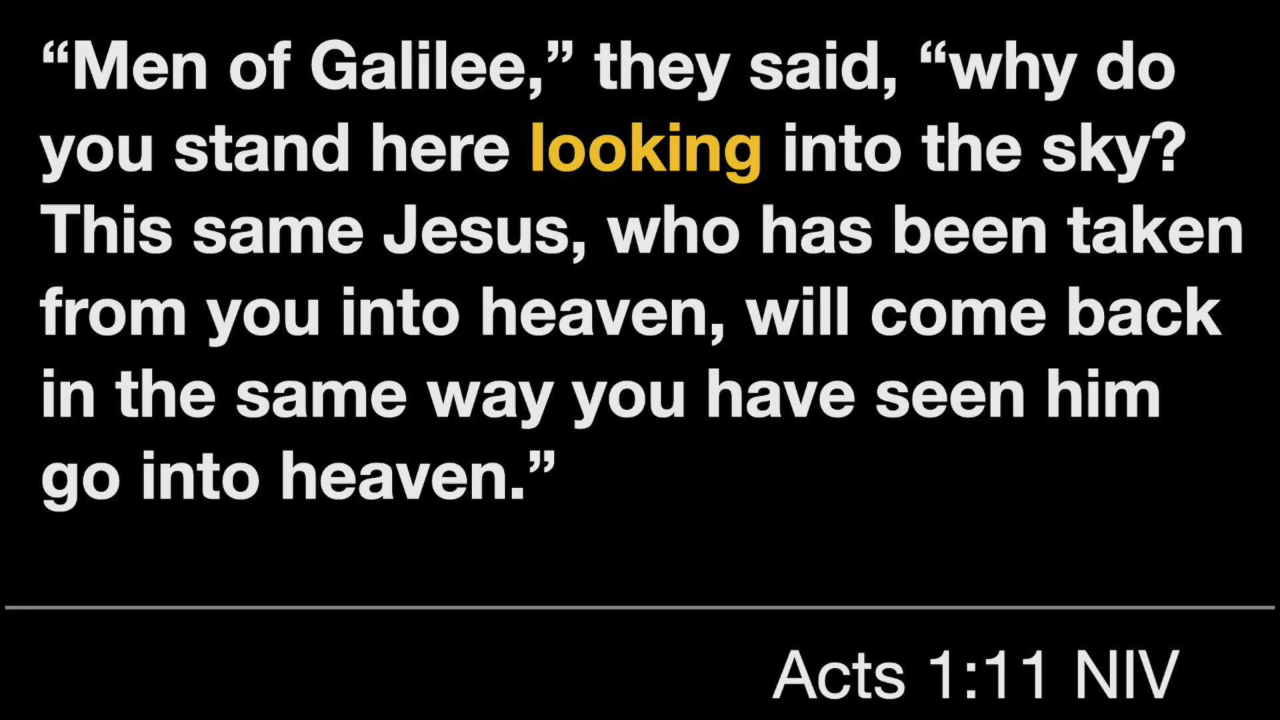 “Men of Galilee,” they said, “why do
you stand here looking into the sky?
This same Jesus, who has been taken
from you into heaven, will come back
in the same way you have seen him
go into heaven.”
Acts 1:11 NIV